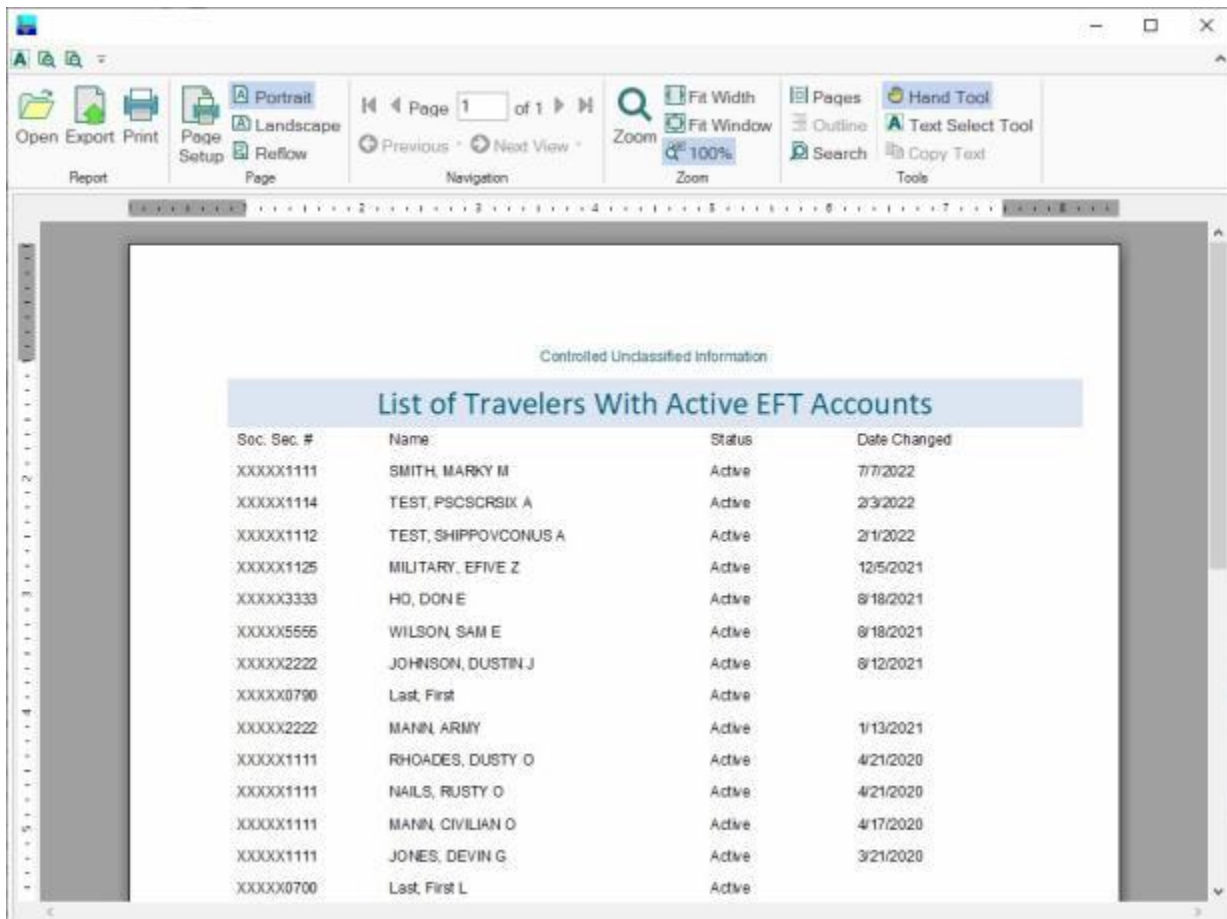 A
Open Export Print
Report
Page Setup
Portrait
Landscape
Reflow
Page
Page 1 of 1
Previous Next View
Navigation
Zoom
Fit Width
Fit Window
100%
Zoom
Pages
Outline
Search
Hand Tool
A Text Select Tool
Copy Text
Tools
2 3 4 5 6 7 8
Controlled Unclassified Information
List of Travelers With Active EFT Accounts
Soc. Sec. # Name Status Date Changed
XXXXX1111 SMITH, MARKY M Active 7/7/2022
XXXXX1114 TEST, PSCSCRSIX A Active 2/3/2022
XXXXX1112 TEST, SHIPPOVCONUS A Active 2/1/2022
XXXXX1125 MILITARY, EFIVE Z Active 12/5/2021
XXXXX3333 HO, DON E Active 8/18/2021
XXXXX5555 WILSON, SAM E Active 8/18/2021
XXXXX2222 JOHNSON, DUSTIN J Active 8/12/2021
XXXXX0790 Last, First Active
XXXXX2222 MANN, ARMY Active 1/13/2021
XXXXX1111 RHOADES, DUSTY O Active 4/21/2020
XXXXX1111 NAILS, RUSTY O Active 4/21/2020
XXXXX1111 MANN, CIVILIAN O Active 4/17/2020
XXXXX1111 JONES, DEVIN G Active 3/21/2020
XXXXX0700 Last, First L Active